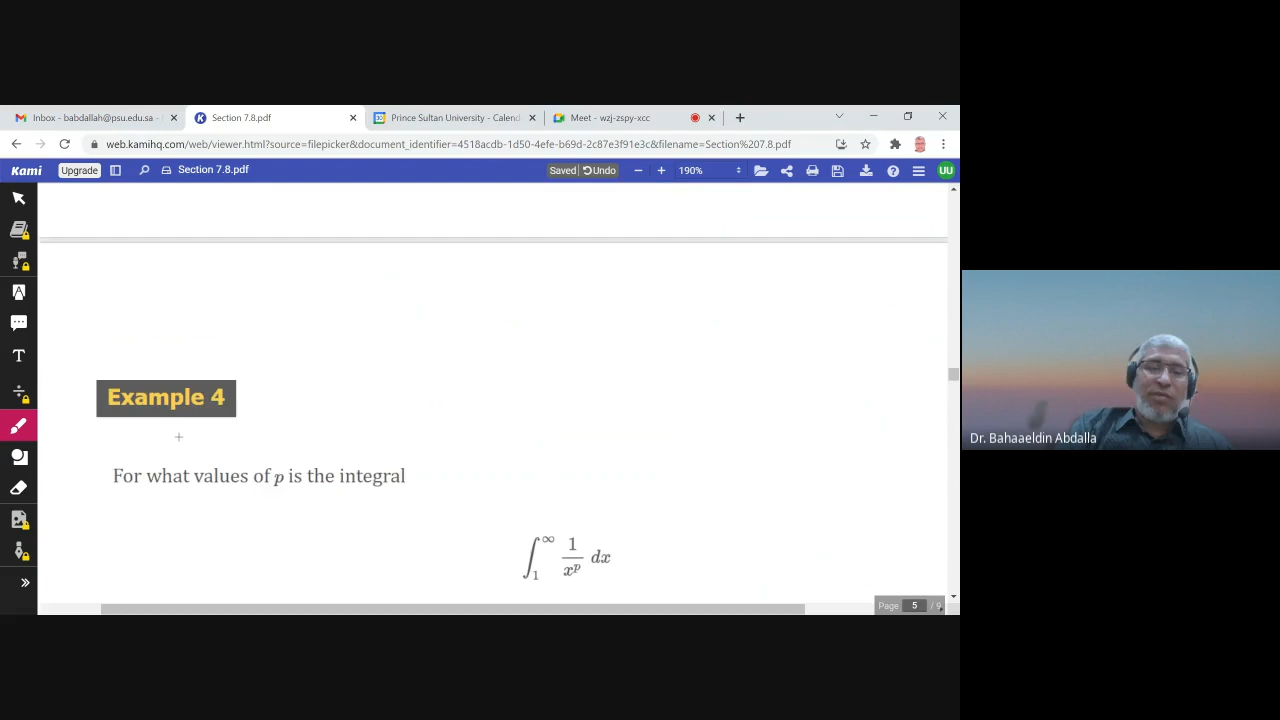 Inbox - babdallah@psu.edu.sa -
Section 7.8.pdf
Prince Sultan University - Calend
Meet - wzj-zspy-xcc
web.kamihq.com/web/viewer.html?source=filepicker&document_identifier=4518acdb-1d50-4efe-b69d-2c87e3f91e3c&filename=Section%207.8.pdf
Kami Upgrade Section 7.8.pdf Saved Undo 190% UU
Example 4
For what values of p is the integral
∫₁^∞ 1/x^p dx
Page 5 / 9
Dr. Bahaaeldin Abdalla